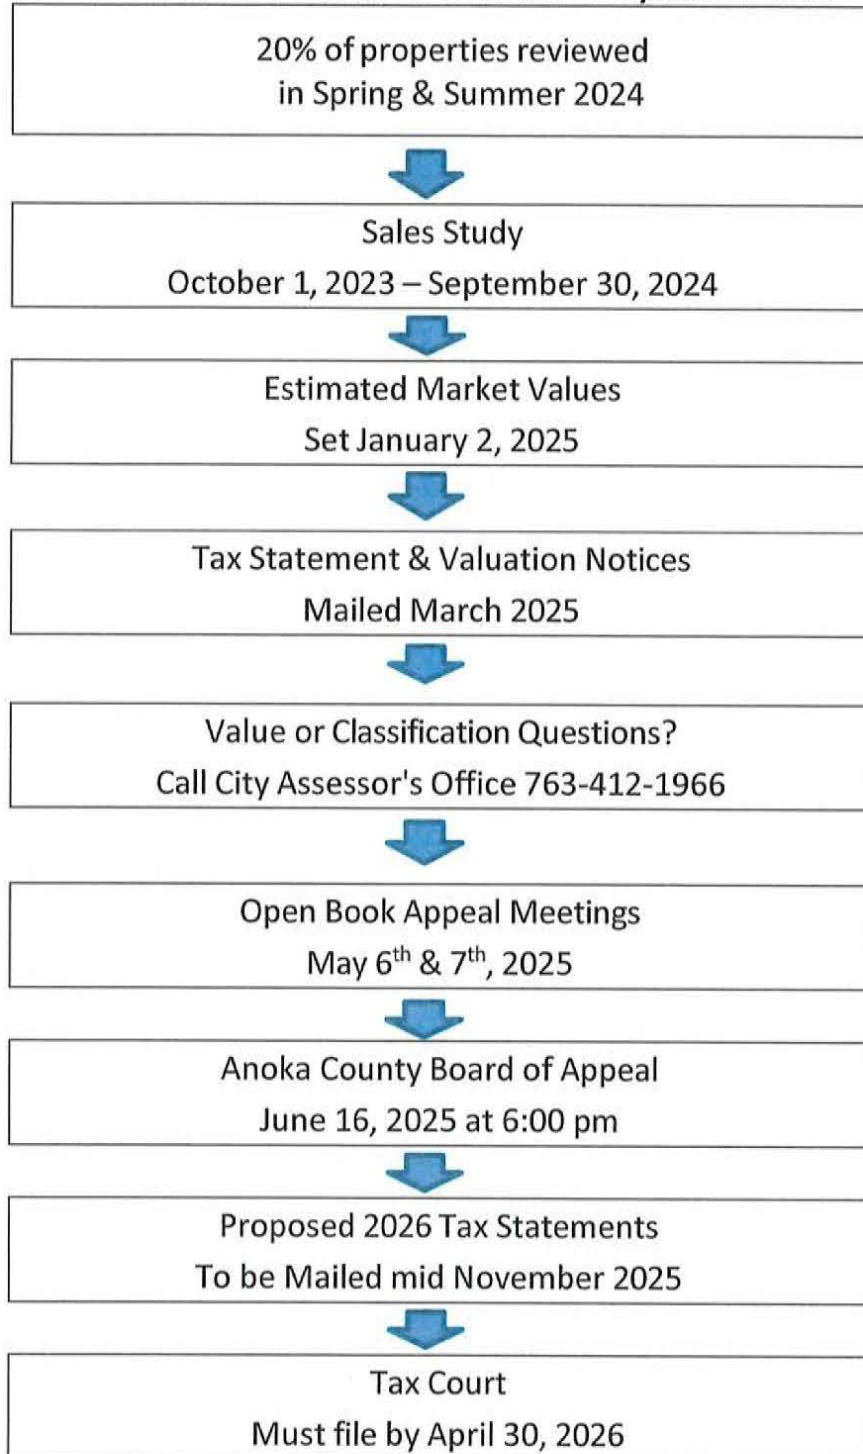 20% of properties reviewed
in Spring & Summer 2024
Sales Study
October 1, 2023 – September 30, 2024
Estimated Market Values
Set January 2, 2025
Tax Statement & Valuation Notices
Mailed March 2025
Value or Classification Questions?
Call City Assessor's Office 763-412-1966
Open Book Appeal Meetings
May 6th & 7th, 2025
Anoka County Board of Appeal
June 16, 2025 at 6:00 pm
Proposed 2026 Tax Statements
To be Mailed mid November 2025
Tax Court
Must file by April 30, 2026